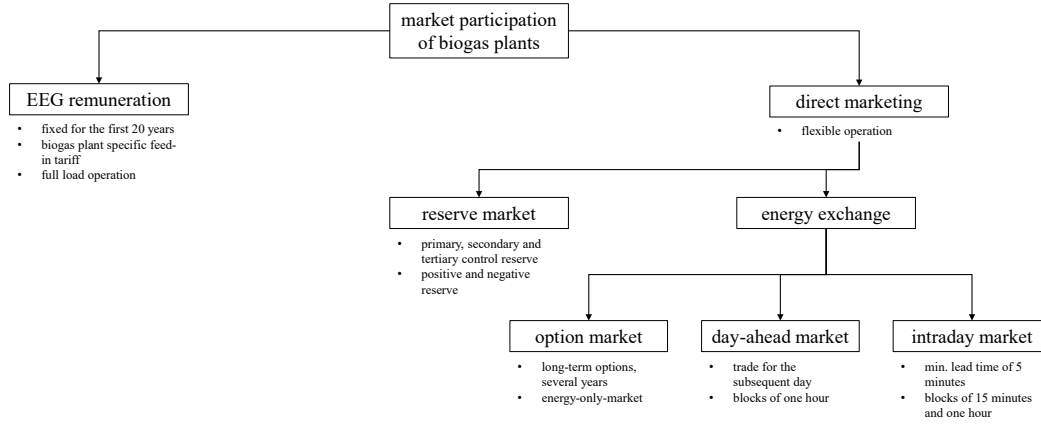 market participation
of biogas plants
EEG remuneration
• fixed for the first 20 years
• biogas plant specific feed-
in tariff
• full load operation
direct marketing
• flexible operation
reserve market
• primary, secondary and
tertiary control reserve
• positive and negative
reserve
energy exchange
option market
• long-term options,
several years
• energy-only-market
day-ahead market
• trade for the
subsequent day
• blocks of one hour
intraday market
• min. lead time of 5
minutes
• blocks of 15 minutes
and one hour